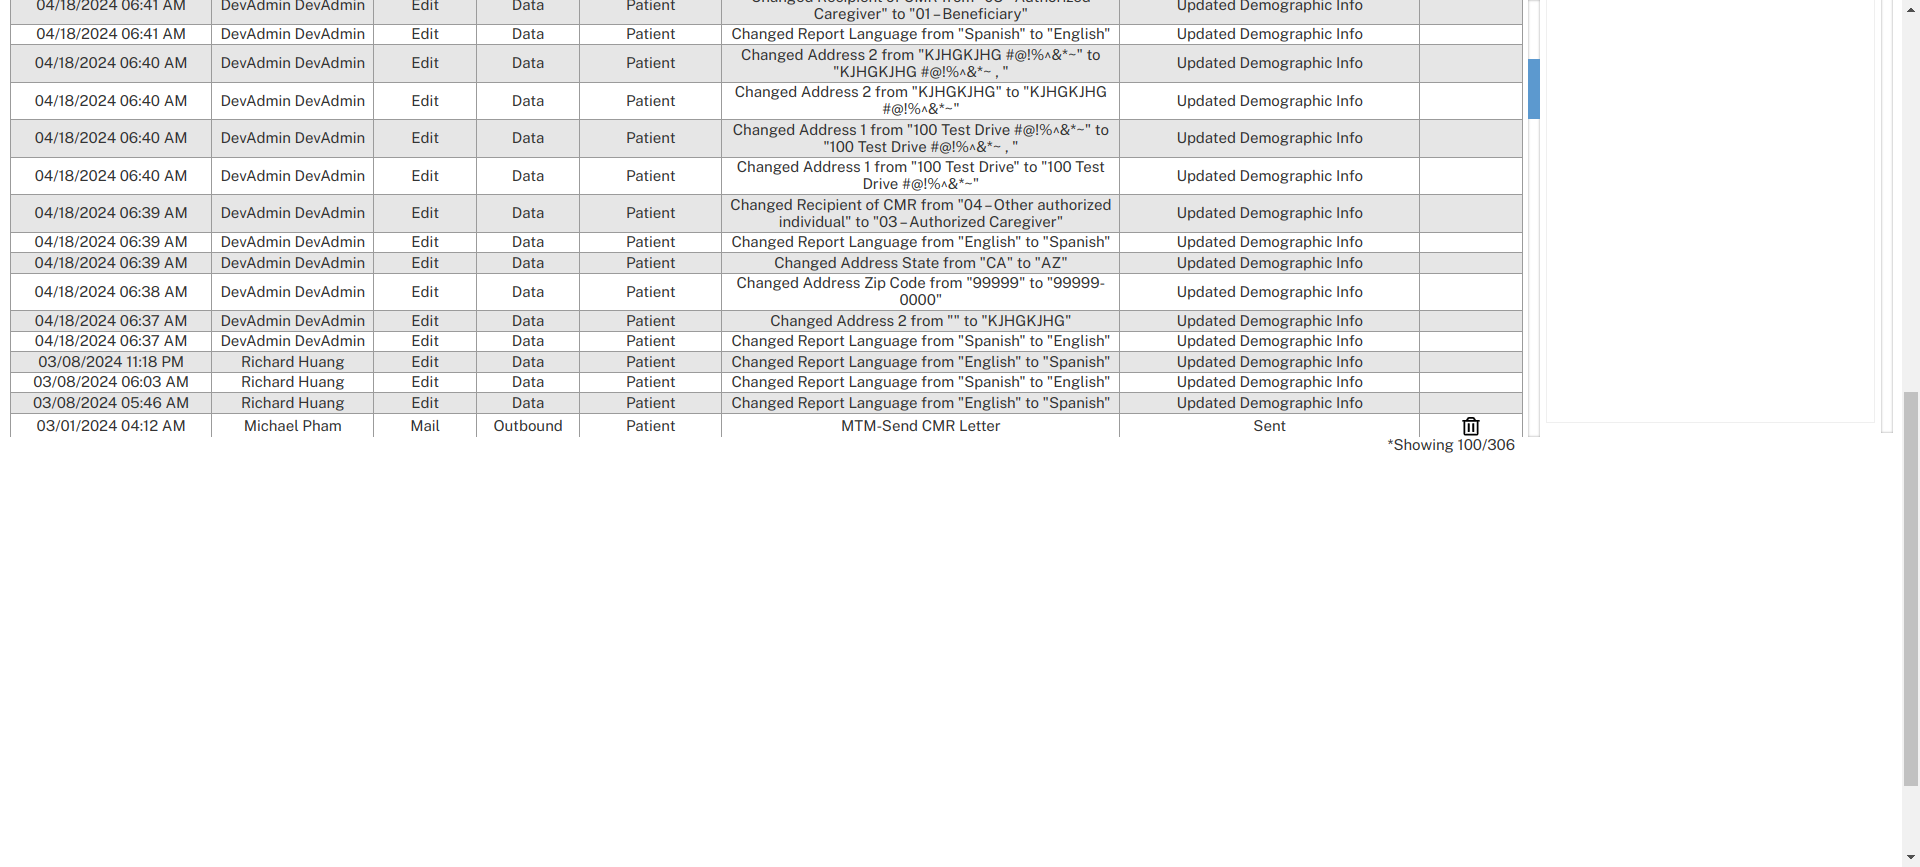 04/18/2024 06:41 AM DevAdmin DevAdmin Edit Data Patient Changed Recipient of CMR from "03 – Authorized Caregiver" to "01 – Beneficiary" Updated Demographic Info
04/18/2024 06:41 AM DevAdmin DevAdmin Edit Data Patient Changed Report Language from "Spanish" to "English" Updated Demographic Info
04/18/2024 06:40 AM DevAdmin DevAdmin Edit Data Patient Changed Address 2 from "KJHGKJHG #@!%^&*~" to "KJHGKJHG #@!%^&*~ , " Updated Demographic Info
04/18/2024 06:40 AM DevAdmin DevAdmin Edit Data Patient Changed Address 2 from "KJHGKJHG" to "KJHGKJHG #@!%^&*~" Updated Demographic Info
04/18/2024 06:40 AM DevAdmin DevAdmin Edit Data Patient Changed Address 1 from "100 Test Drive #@!%^&*~" to "100 Test Drive #@!%^&*~ , " Updated Demographic Info
04/18/2024 06:40 AM DevAdmin DevAdmin Edit Data Patient Changed Address 1 from "100 Test Drive" to "100 Test Drive #@!%^&*~" Updated Demographic Info
04/18/2024 06:39 AM DevAdmin DevAdmin Edit Data Patient Changed Recipient of CMR from "04 – Other authorized individual" to "03 – Authorized Caregiver" Updated Demographic Info
04/18/2024 06:39 AM DevAdmin DevAdmin Edit Data Patient Changed Report Language from "English" to "Spanish" Updated Demographic Info
04/18/2024 06:39 AM DevAdmin DevAdmin Edit Data Patient Changed Address State from "CA" to "AZ" Updated Demographic Info
04/18/2024 06:38 AM DevAdmin DevAdmin Edit Data Patient Changed Address Zip Code from "99999" to "99999-0000" Updated Demographic Info
04/18/2024 06:37 AM DevAdmin DevAdmin Edit Data Patient Changed Address 2 from "" to "KJHGKJHG" Updated Demographic Info
04/18/2024 06:37 AM DevAdmin DevAdmin Edit Data Patient Changed Report Language from "Spanish" to "English" Updated Demographic Info
03/08/2024 11:18 PM Richard Huang Edit Data Patient Changed Report Language from "English" to "Spanish" Updated Demographic Info
03/08/2024 06:03 AM Richard Huang Edit Data Patient Changed Report Language from "Spanish" to "English" Updated Demographic Info
03/08/2024 05:46 AM Richard Huang Edit Data Patient Changed Report Language from "English" to "Spanish" Updated Demographic Info
03/01/2024 04:12 AM Michael Pham Mail Outbound Patient MTM-Send CMR Letter Sent
*Showing 100/306